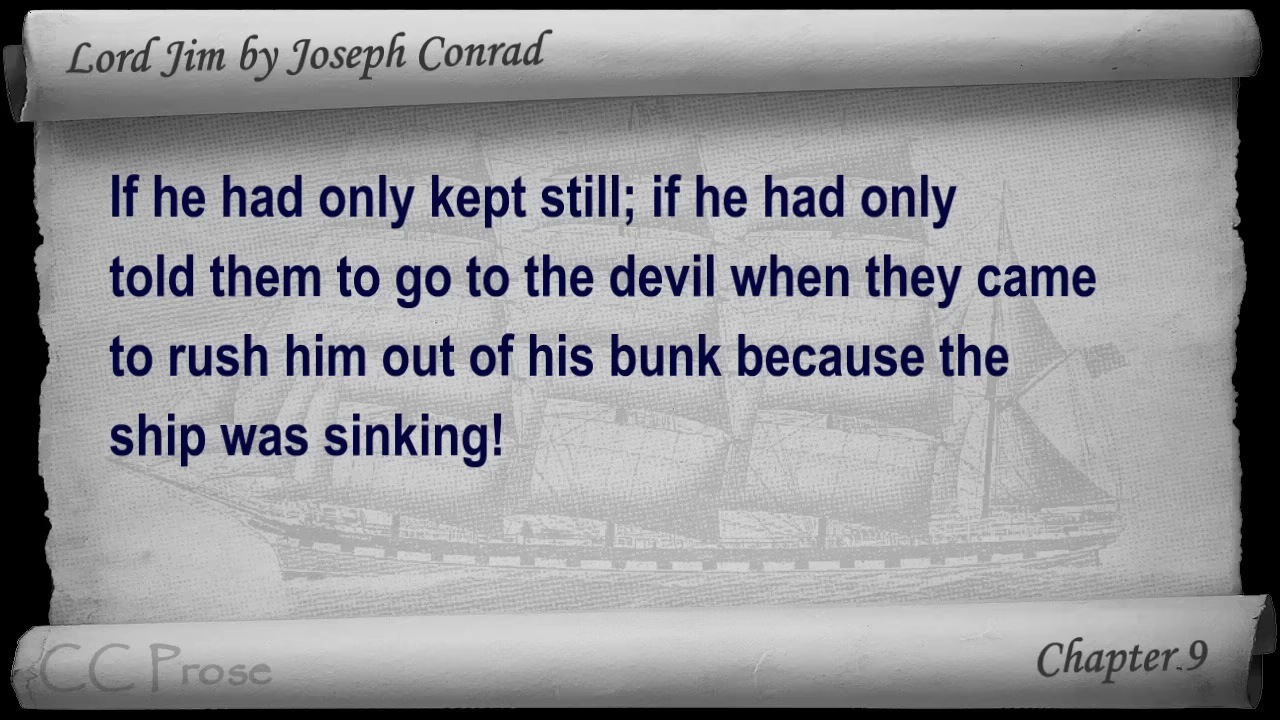 Lord Jim by Joseph Conrad
If he had only kept still; if he had only
told them to go to the devil when they came
to rush him out of his bunk because the
ship was sinking!
CC Prose
Chapter.9